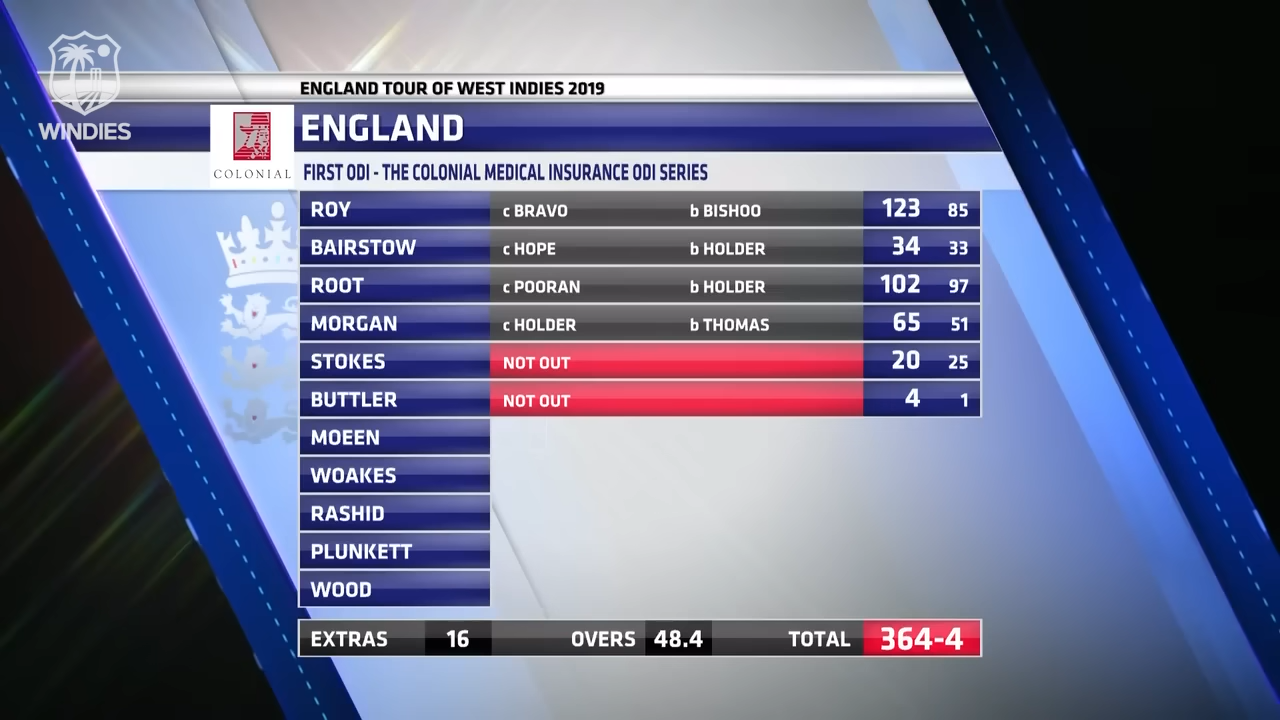 WINDIES
COLONIAL
ENGLAND TOUR OF WEST INDIES 2019
ENGLAND
FIRST ODI - THE COLONIAL MEDICAL INSURANCE ODI SERIES
ROY c BRAVO b BISHOO 123 85
BAIRSTOW c HOPE b HOLDER 34 33
ROOT c POORAN b HOLDER 102 97
MORGAN c HOLDER b THOMAS 65 51
STOKES NOT OUT 20 25
BUTTLER NOT OUT 4 1
MOEEN
WOAKES
RASHID
PLUNKETT
WOOD
EXTRAS 16 OVERS 48.4 TOTAL 364-4